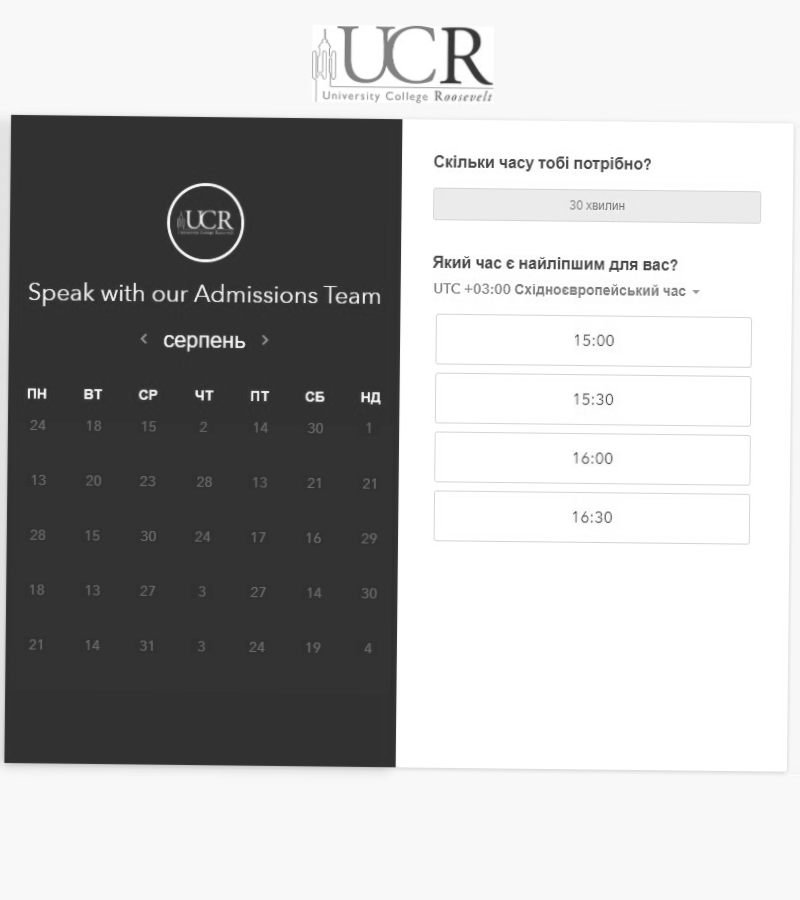 UCR
University College Roosevelt
UCR
University College Roosevelt
Speak with our Admissions Team
серпень
ПН ВТ СР ЧТ ПТ СБ НД
24 18 15 2 14 30 1
13 20 23 28 13 21 21
28 15 30 24 17 16 29
18 13 27 3 27 14 30
21 14 31 3 24 19 4
Скільки часу тобі потрібно?
30 хвилин
Який час є найліпшим для вас?
UTC +03:00 Східноєвропейський час
15:00
15:30
16:00
16:30